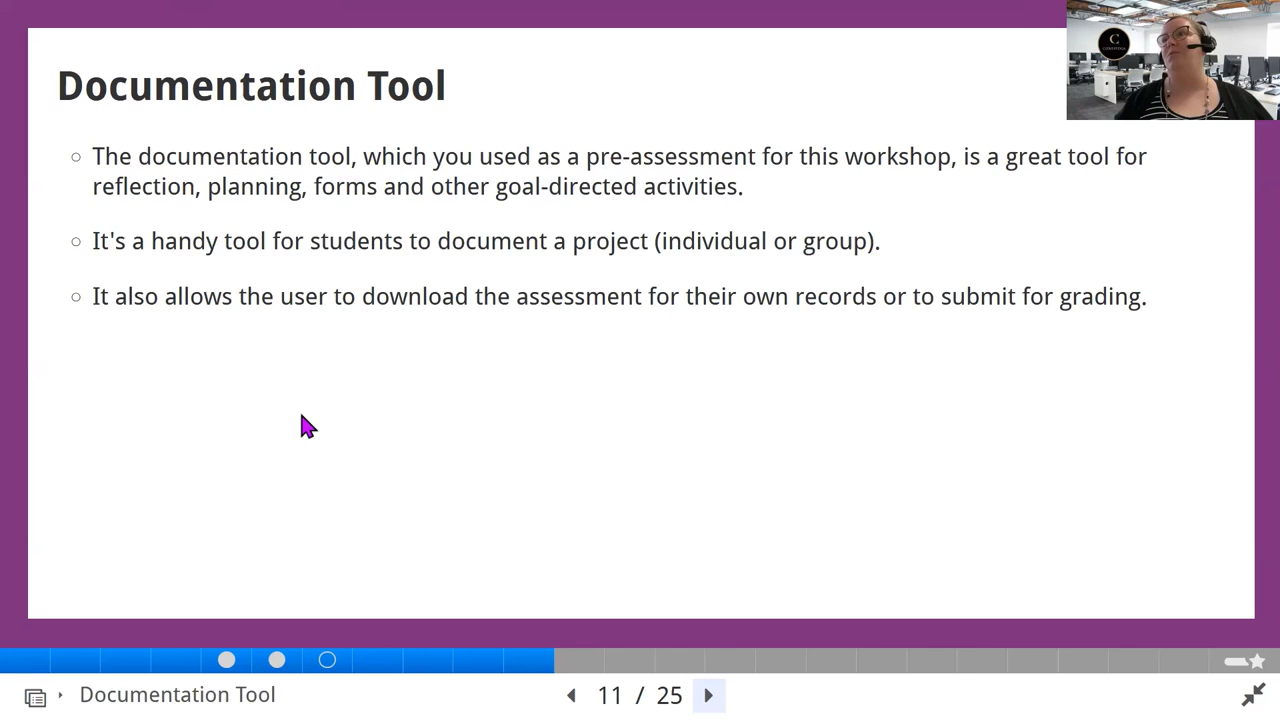 Documentation Tool
The documentation tool, which you used as a pre-assessment for this workshop, is a great tool for
reflection, planning, forms and other goal-directed activities.
It's a handy tool for students to document a project (individual or group).
It also allows the user to download the assessment for their own records or to submit for grading.
C
Documentation Tool
11 / 25